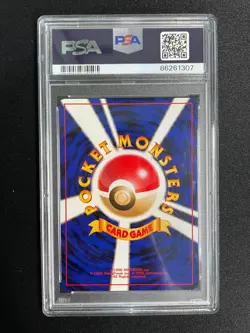 PSA
PSA
86261307
POCKET MONSTERS
CARD GAME